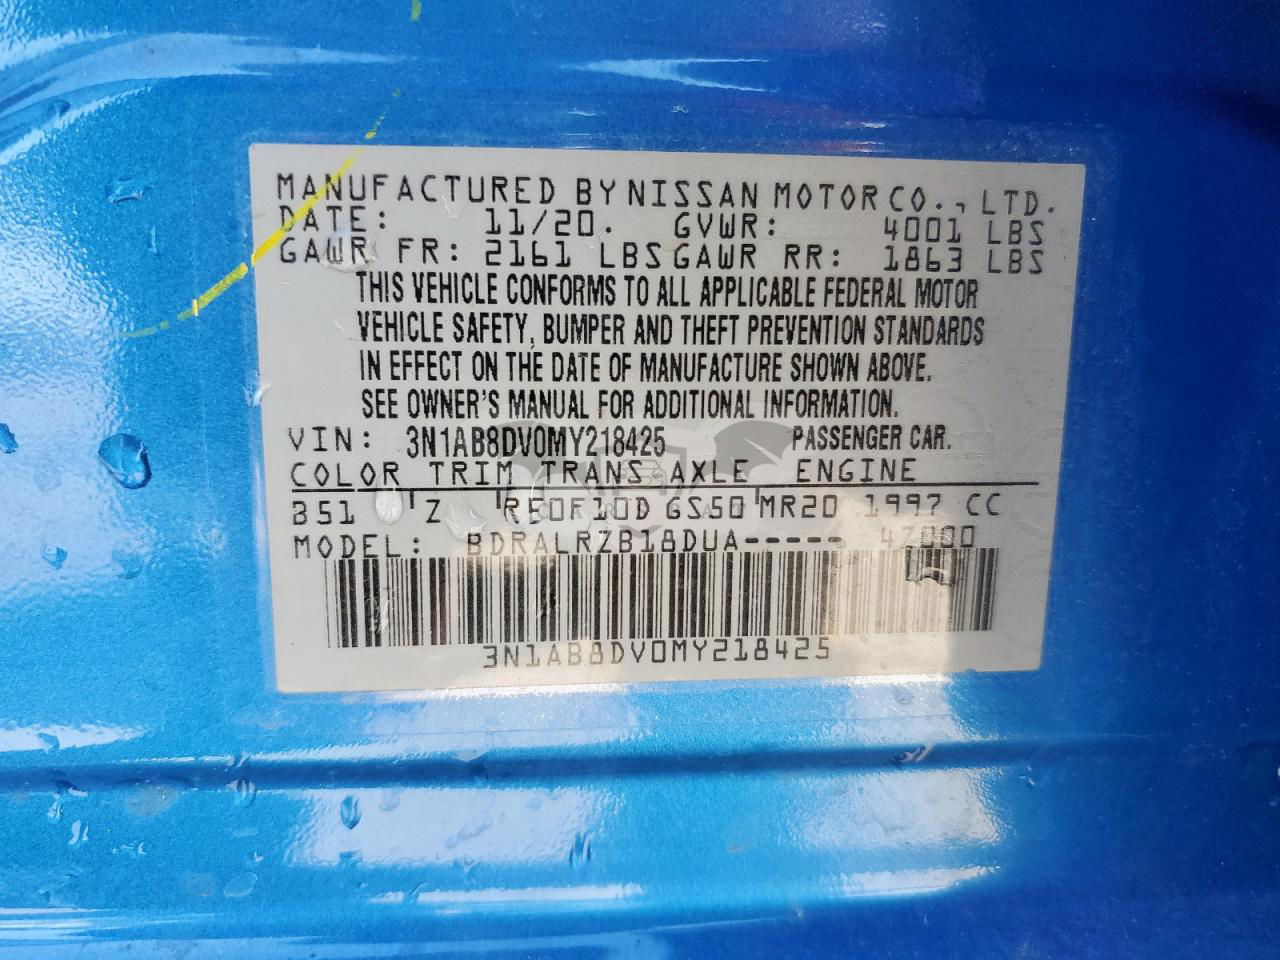 MANUFACTURED BY NISSAN MOTOR CO., LTD.
DATE: 11/20. GVWR: 4001 LBS
GAWR FR: 2161 LBS GAWR RR: 1863 LBS
THIS VEHICLE CONFORMS TO ALL APPLICABLE FEDERAL MOTOR
VEHICLE SAFETY, BUMPER AND THEFT PREVENTION STANDARDS
IN EFFECT ON THE DATE OF MANUFACTURE SHOWN ABOVE.
SEE OWNER'S MANUAL FOR ADDITIONAL INFORMATION.
VIN: 3N1AB8DV0MY218425 PASSENGER CAR.
COLOR TRIM TRANS AXLE ENGINE
B51 Z RE0F10D GS50 MR20 1997 CC
MODEL: BDRALRZB18DUA----- 47000
3N1AB8DV0MY218425